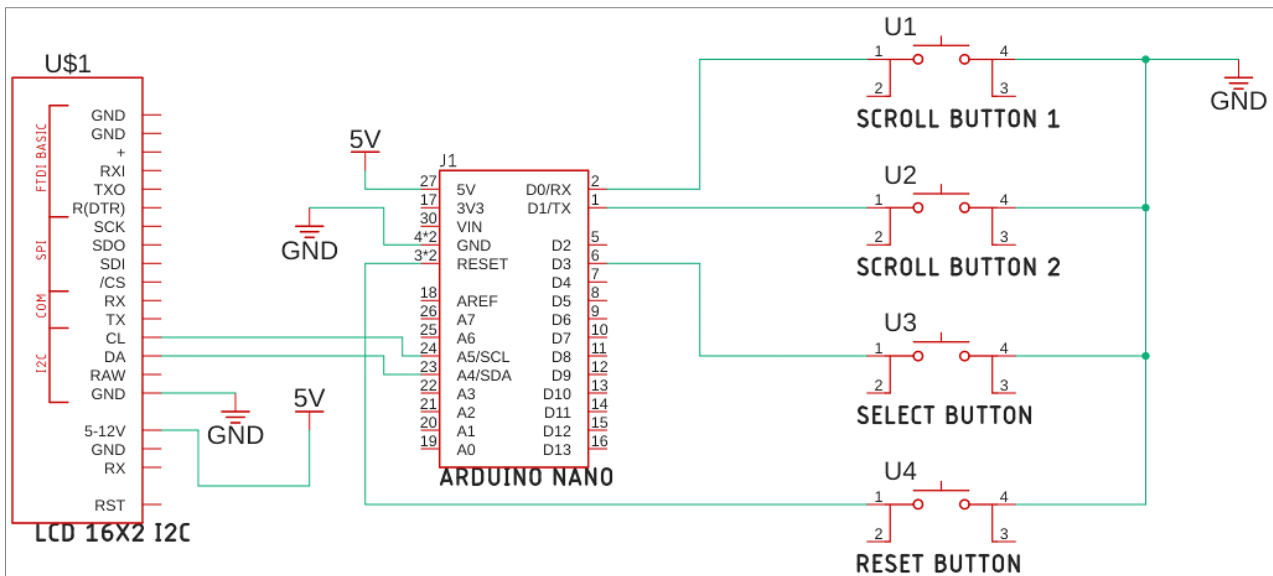 U$1
FTDI BASIC
SPI
COM
I2C
GND
GND
+
RXI
TXO
R(DTR)
SCK
SDO
SDI
/CS
RX
TX
CL
DA
RAW
GND
5-12V
GND
RX
RST
LCD 16X2 I2C
GND
5V
5V
GND
J1
27 5V D0/RX 2
17 3V3 D1/TX 1
30 VIN
4*2 GND D2 5
3*2 RESET D3 6
D4 7
18 AREF D5 8
26 A7 D6 9
25 A6 D7 10
24 A5/SCL D8 11
23 A4/SDA D9 12
22 A3 D10 13
21 A2 D11 14
20 A1 D12 15
19 A0 D13 16
ARDUINO NANO
U1
1 4
2 3
SCROLL BUTTON 1
GND
U2
1 4
2 3
SCROLL BUTTON 2
U3
1 4
2 3
SELECT BUTTON
U4
1 4
2 3
RESET BUTTON